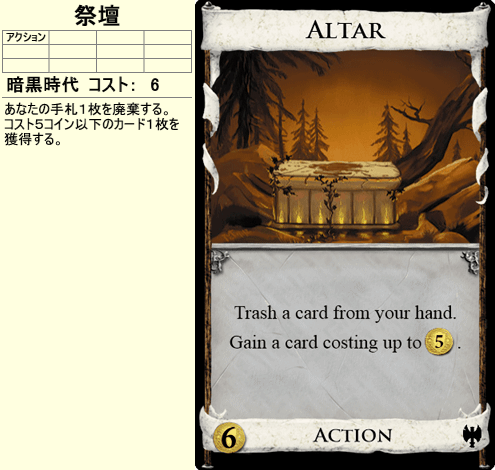 祭壇
アクション
暗黒時代 コスト： 6
あなたの手札１枚を廃棄する。
コスト５コイン以下のカード１枚を
獲得する。
ALTAR
Trash a card from your hand.
Gain a card costing up to 5 .
6 ACTION